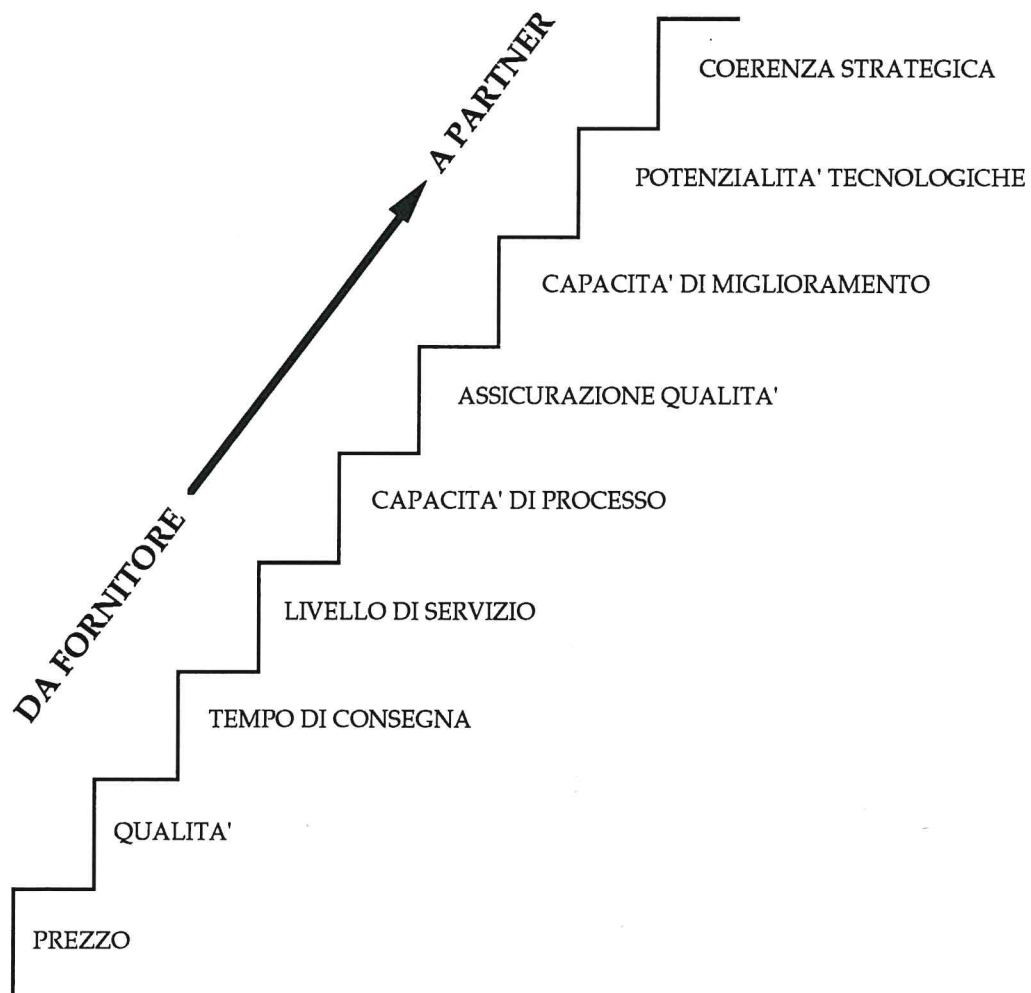 A PARTNER
COERENZA STRATEGICA
POTENZIALITA' TECNOLOGICHE
CAPACITA' DI MIGLIORAMENTO
ASSICURAZIONE QUALITA'
CAPACITA' DI PROCESSO
DA FORNITORE
LIVELLO DI SERVIZIO
TEMPO DI CONSEGNA
QUALITA'
PREZZO